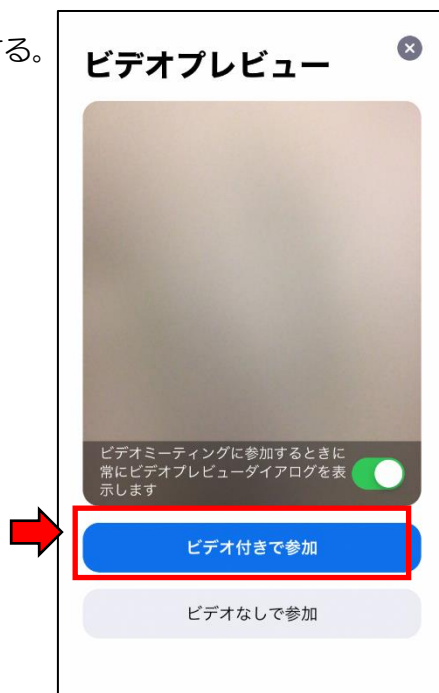 する。
ビデオプレビュー
ビデオミーティングに参加するときに
常にビデオプレビューダイアログを表
示します
ビデオ付きで参加
ビデオなしで参加